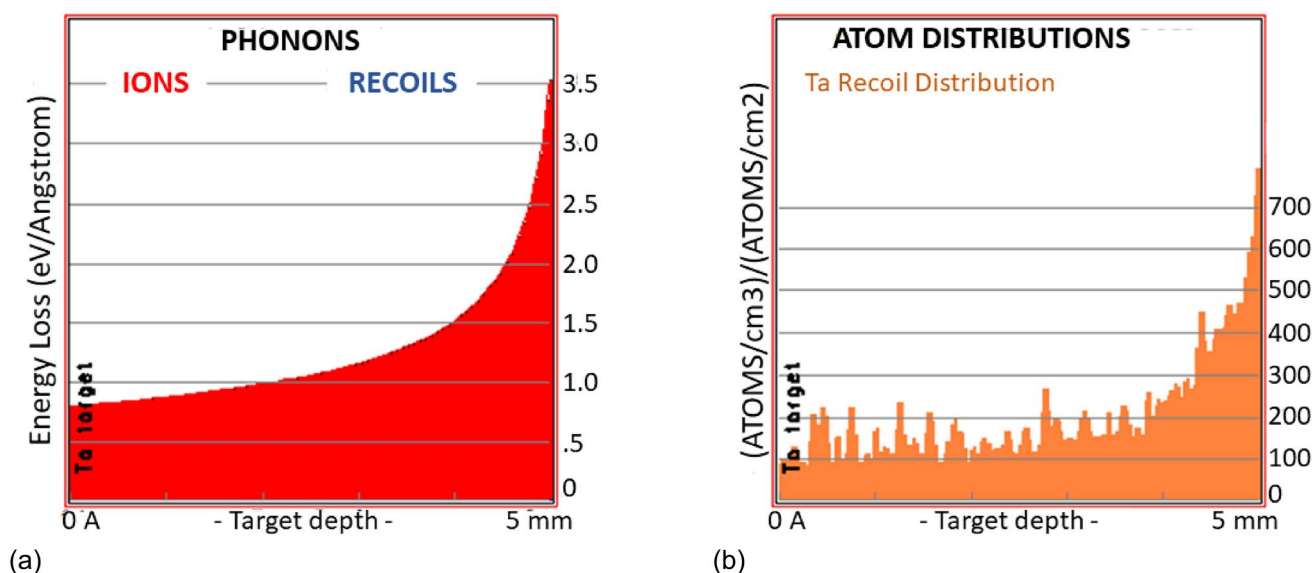 PHONONS
IONS RECOILS
Energy Loss (eV/Angstrom)
3.5
3.0
2.5
2.0
1.5
1.0
.5
0
Ta Target
0 A - Target depth - 5 mm
(a)
ATOM DISTRIBUTIONS
Ta Recoil Distribution
(ATOMS/cm3)/(ATOMS/cm2)
700
600
500
400
300
200
100
0
Ta Target
0 A - Target depth - 5 mm
(b)